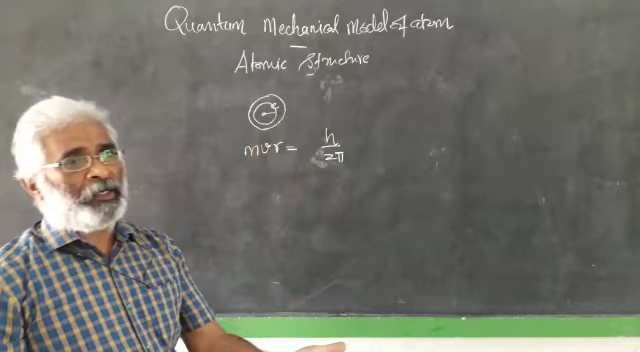 Quantum Mechanical Model of atom
Atomic Structure
mvr = h/2π